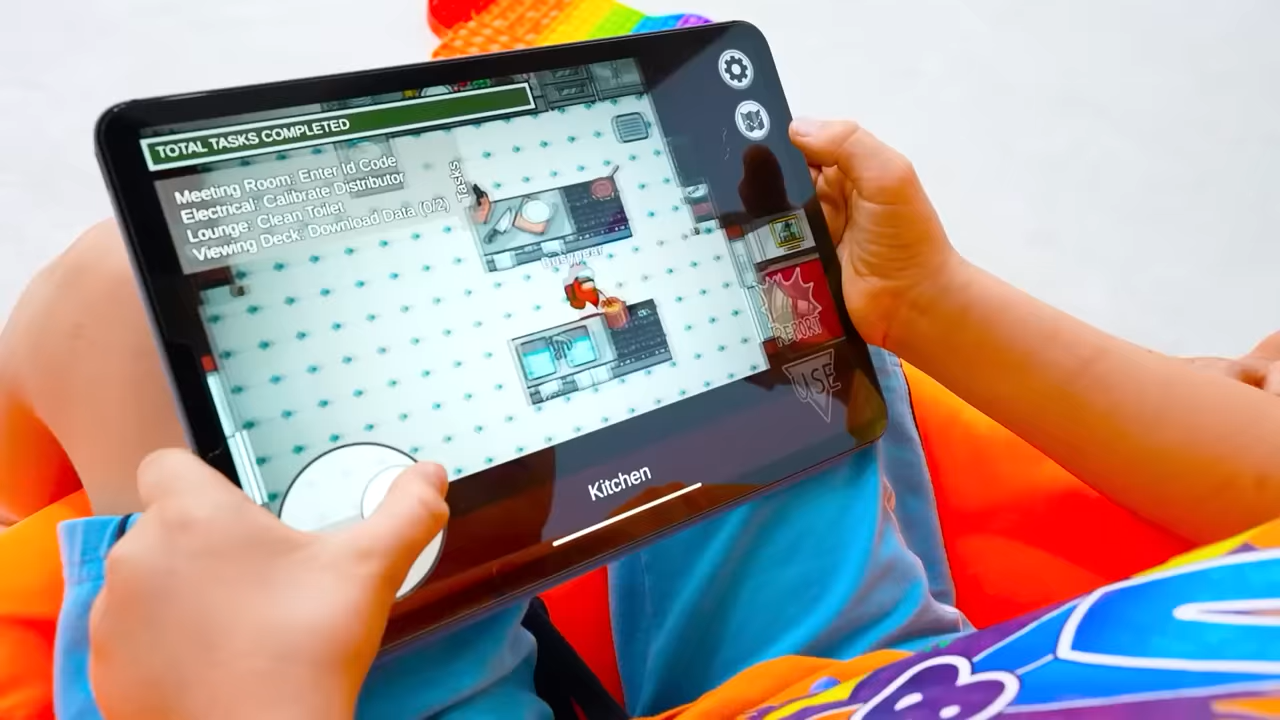 TOTAL TASKS COMPLETED
Meeting Room: Enter Id Code
Electrical: Calibrate Distributor
Lounge: Clean Toilet
Viewing Deck: Download Data (0/2)
Tasks
REPORT
USE
Kitchen